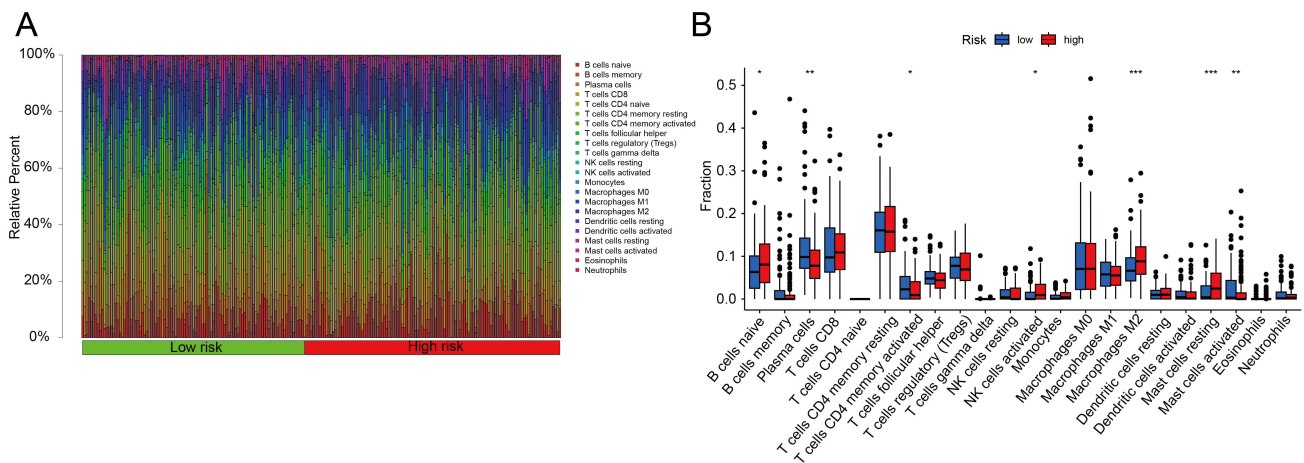 A
Relative Percent
100%
80%
60%
40%
20%
0%
Low risk
High risk
B cells naive
B cells memory
Plasma cells
T cells CD8
T cells CD4 naive
T cells CD4 memory resting
T cells CD4 memory activated
T cells follicular helper
T cells regulatory (Tregs)
T cells gamma delta
NK cells resting
NK cells activated
Monocytes
Macrophages M0
Macrophages M1
Macrophages M2
Dendritic cells resting
Dendritic cells activated
Mast cells resting
Mast cells activated
Eosinophils
Neutrophils
B
Risk low high
Fraction
0.5
0.4
0.3
0.2
0.1
0.0
* ** * * *** *** **
B cells naive
B cells memory
Plasma cells
T cells CD8
T cells CD4 naive
T cells CD4 memory resting
T cells CD4 memory activated
T cells follicular helper
T cells regulatory (Tregs)
T cells gamma delta
NK cells resting
NK cells activated
Monocytes
Macrophages M0
Macrophages M1
Macrophages M2
Dendritic cells resting
Dendritic cells activated
Mast cells resting
Mast cells activated
Eosinophils
Neutrophils